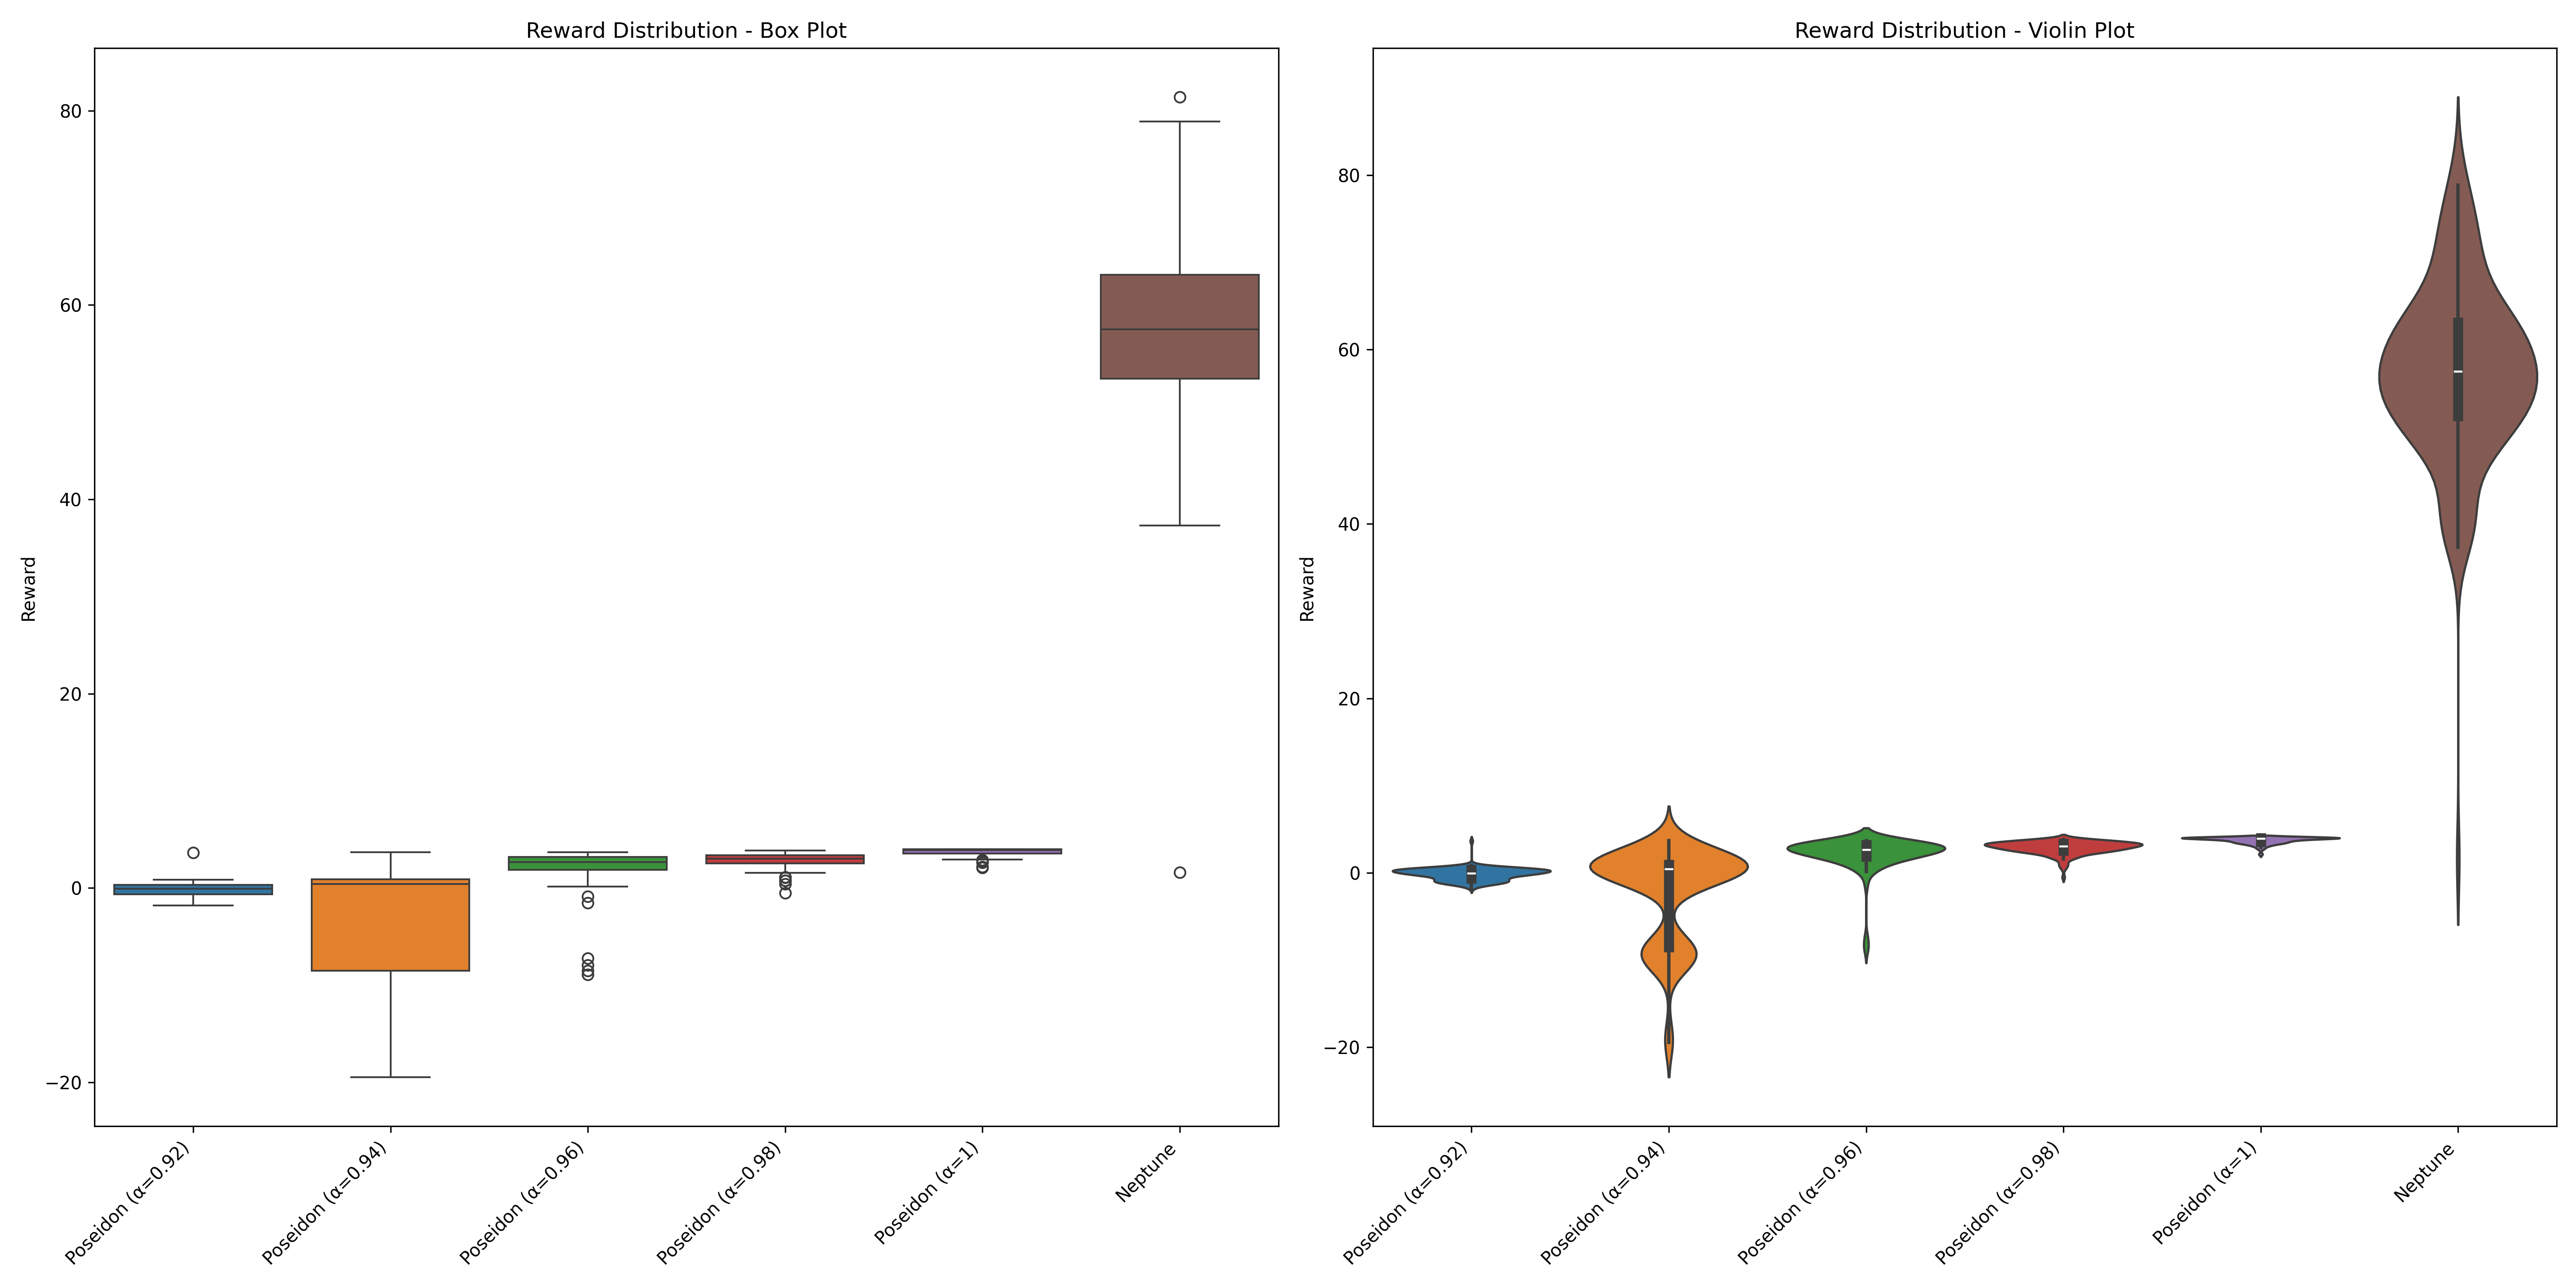 Reward Distribution - Box Plot
Reward
80
60
40
20
0
−20
Poseidon (α=0.92)
Poseidon (α=0.94)
Poseidon (α=0.96)
Poseidon (α=0.98)
Poseidon (α=1)
Neptune
Reward Distribution - Violin Plot
Reward
80
60
40
20
0
−20
Poseidon (α=0.92)
Poseidon (α=0.94)
Poseidon (α=0.96)
Poseidon (α=0.98)
Poseidon (α=1)
Neptune